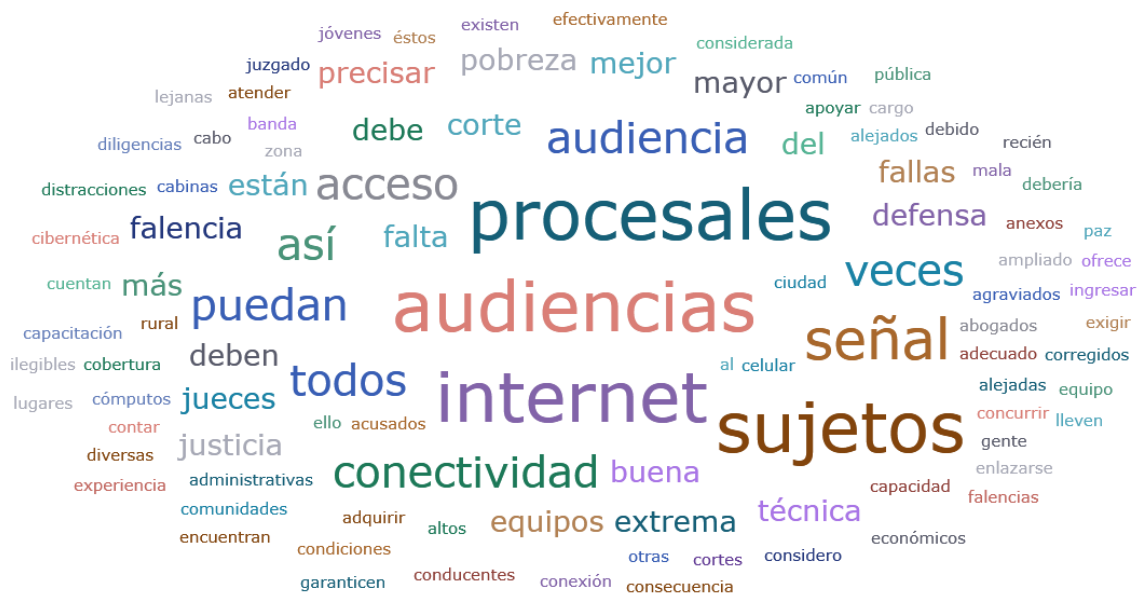 efectivamente
existen
jóvenes éstos considerada
pobreza mejor
juzgado precisar mayor común pública
lejanas atender apoyar cargo
banda debe corte audiencia del alejados debido recién
diligencias cabo
zona fallas mala
distracciones cabinas están acceso procesales debería
falencia defensa anexos
cibernética así falta paz
veces ampliado ofrece
cuentan más puedan audiencias ciudad agraviados ingresar
capacitación rural señal abogados exigir
ilegibles cobertura deben todos al celular adecuado corregidos
lugares cómputos jueces internet alejadas equipo
contar ello acusados sujetos concurrir lleven
diversas justicia gente
experiencia administrativas conectividad buena enlazarse
comunidades capacidad falencias
encuentran adquirir altos equipos extrema técnica económicos
condiciones otras cortes considero
garanticen conducentes conexión consecuencia